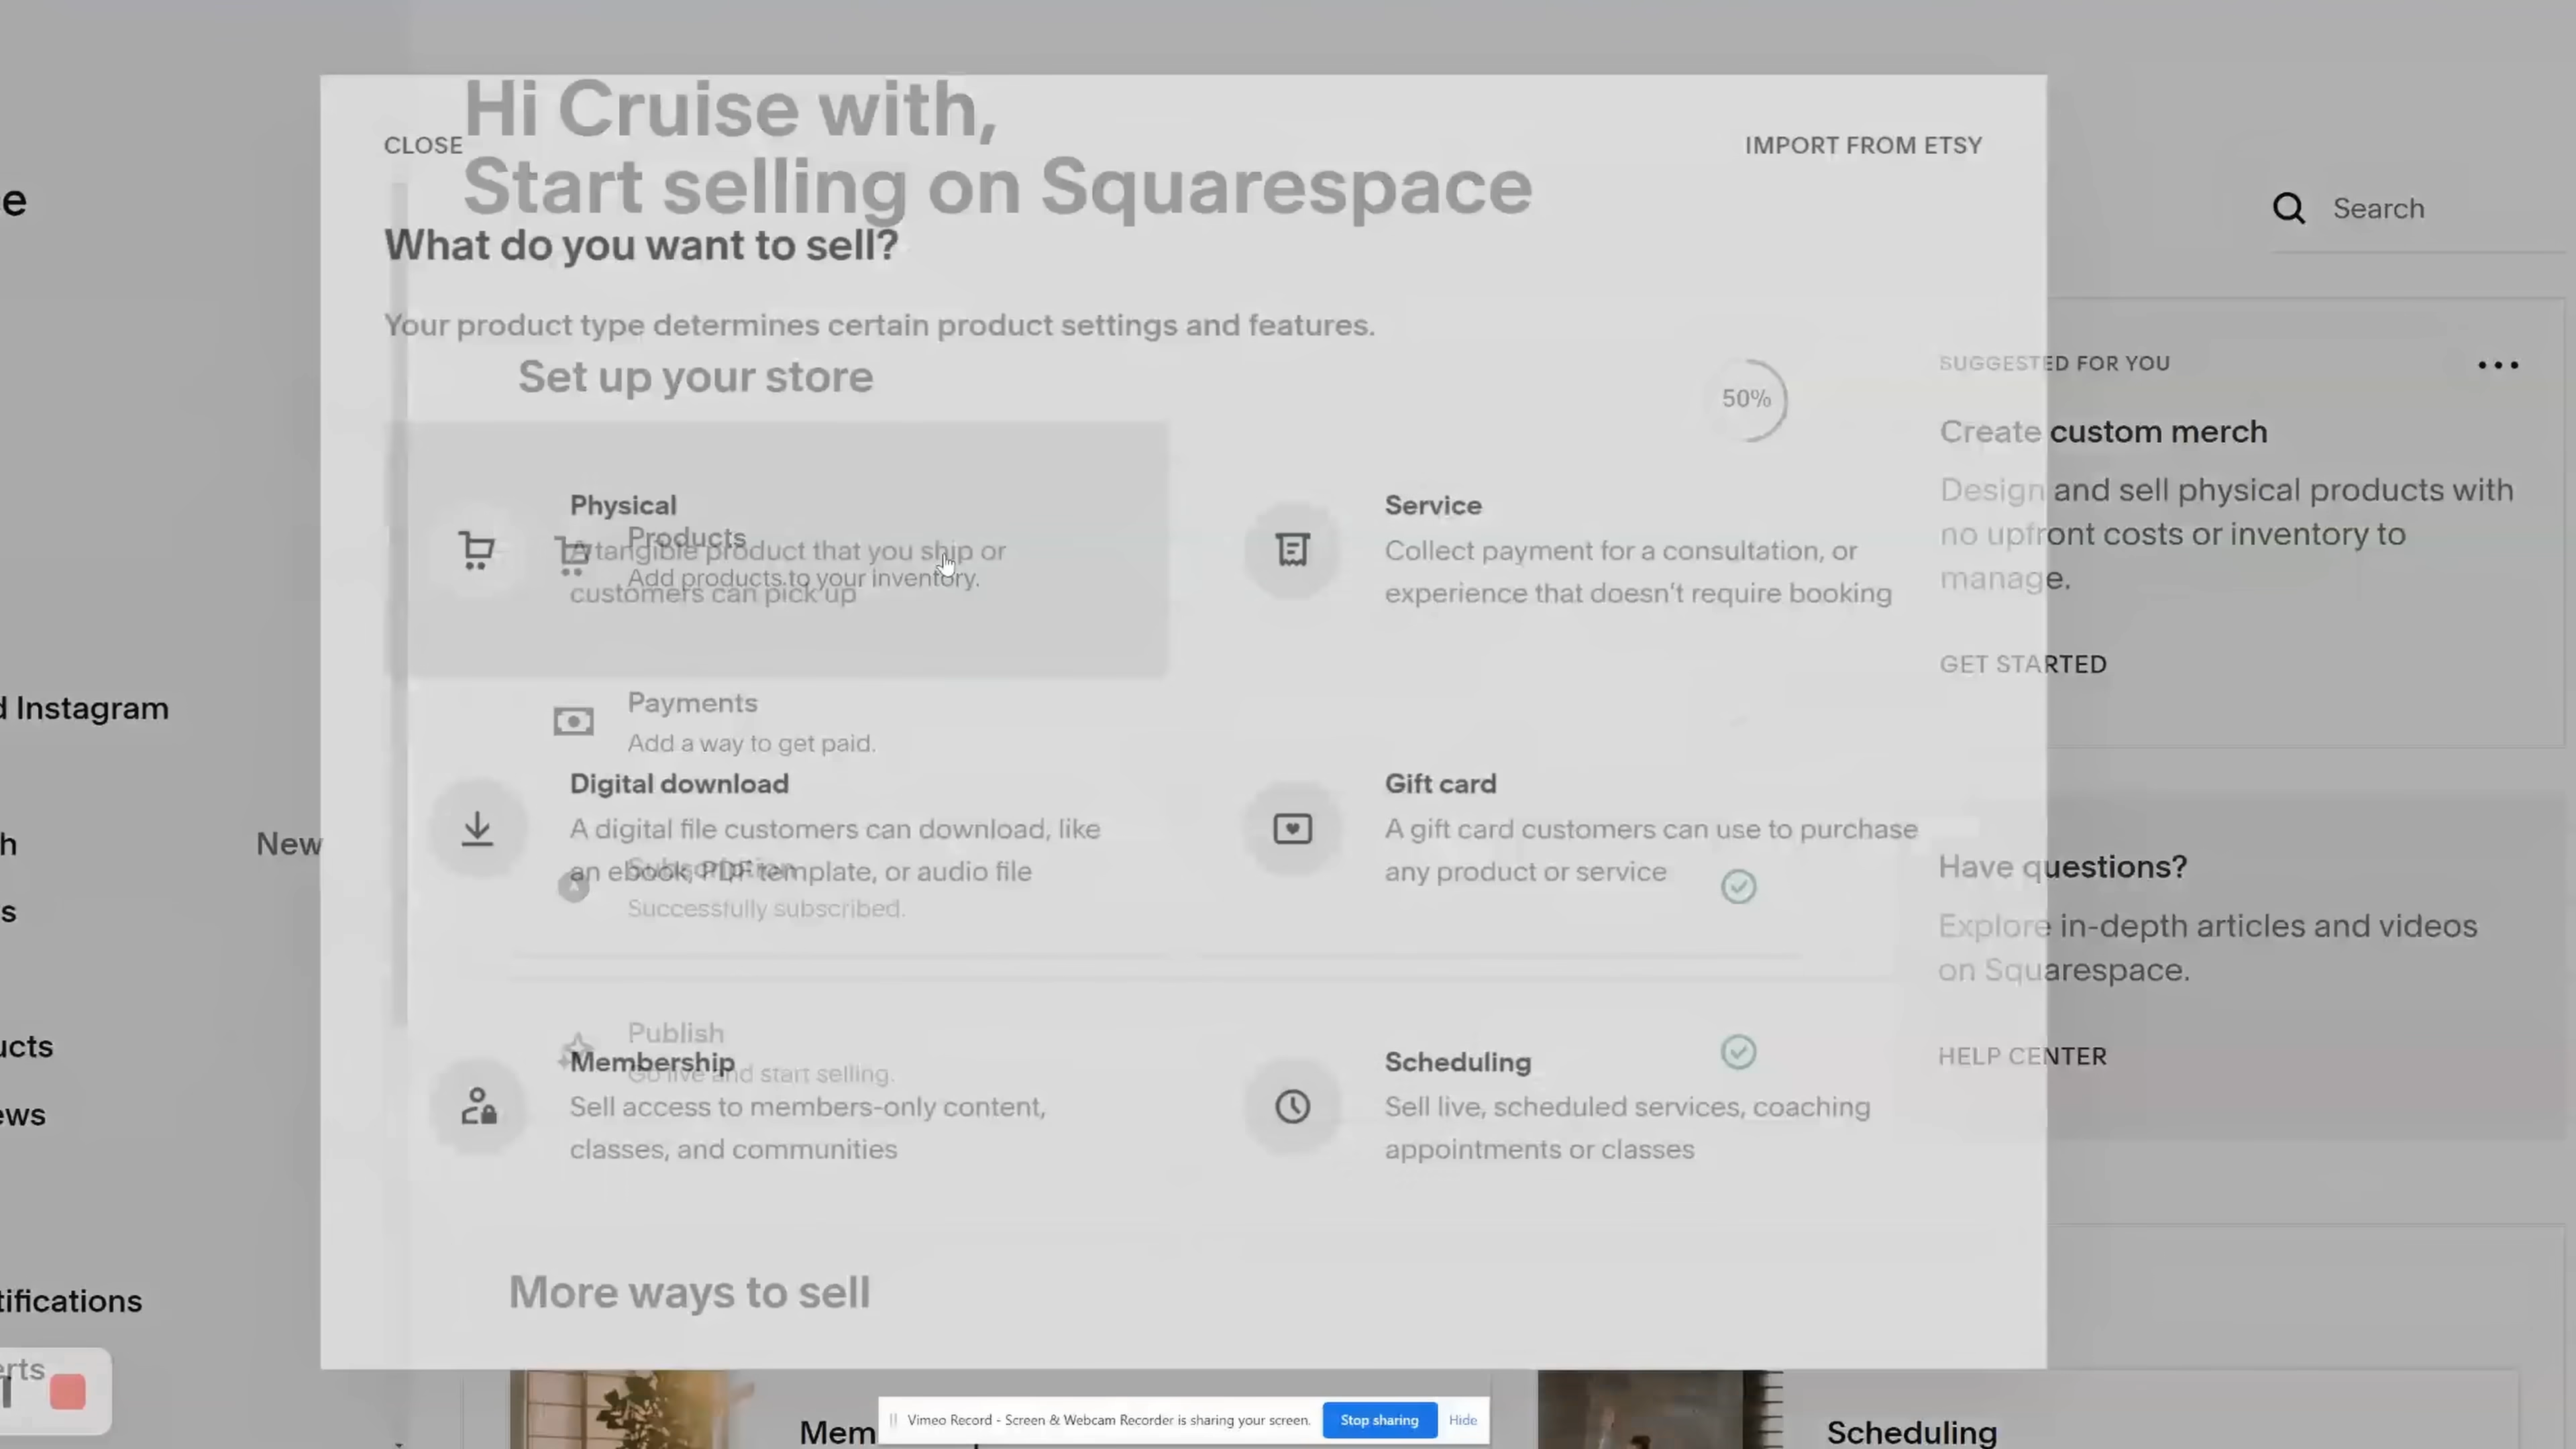 Hi Cruise with,
CLOSE
IMPORT FROM ETSY
Start selling on Squarespace
e
Search
What do you want to sell?
Your product type determines certain product settings and features.
Set up your store
50%
SUGGESTED FOR YOU
Create custom merch
Design and sell physical products with
no upfront costs or inventory to
manage.
GET STARTED
Physical
A tangible product that you ship or
customers can pick up
Products
Add products to your inventory.
Service
Collect payment for a consultation, or
experience that doesn't require booking
d Instagram
Payments
Add a way to get paid.
Digital download
A digital file customers can download, like
an ebook, PDF template, or audio file
Subscription
Successfully subscribed.
Gift card
A gift card customers can use to purchase
any product or service
h
New
s
Have questions?
Explore in-depth articles and videos
on Squarespace.
HELP CENTER
Publish
Go live and start selling.
Membership
Sell access to members-only content,
classes, and communities
Scheduling
Sell live, scheduled services, coaching
appointments or classes
ucts
ews
More ways to sell
tifications
erts
Vimeo Record - Screen & Webcam Recorder is sharing your screen.
Stop sharing
Hide
Mem
Scheduling